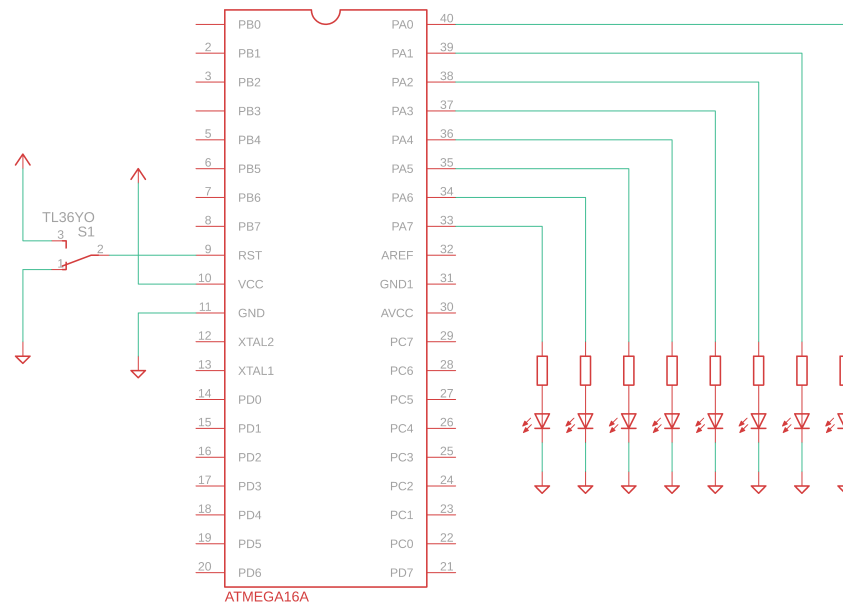 PB0 PA0 40
2 PB1 PA1 39
3 PB2 PA2 38
PB3 PA3 37
5 PB4 PA4 36
6 PB5 PA5 35
7 PB6 PA6 34
8 PB7 PA7 33
TL36YO
S1
3
2
1
9 RST AREF 32
10 VCC GND1 31
11 GND AVCC 30
12 XTAL2 PC7 29
13 XTAL1 PC6 28
14 PD0 PC5 27
15 PD1 PC4 26
16 PD2 PC3 25
17 PD3 PC2 24
18 PD4 PC1 23
19 PD5 PC0 22
20 PD6 PD7 21
ATMEGA16A